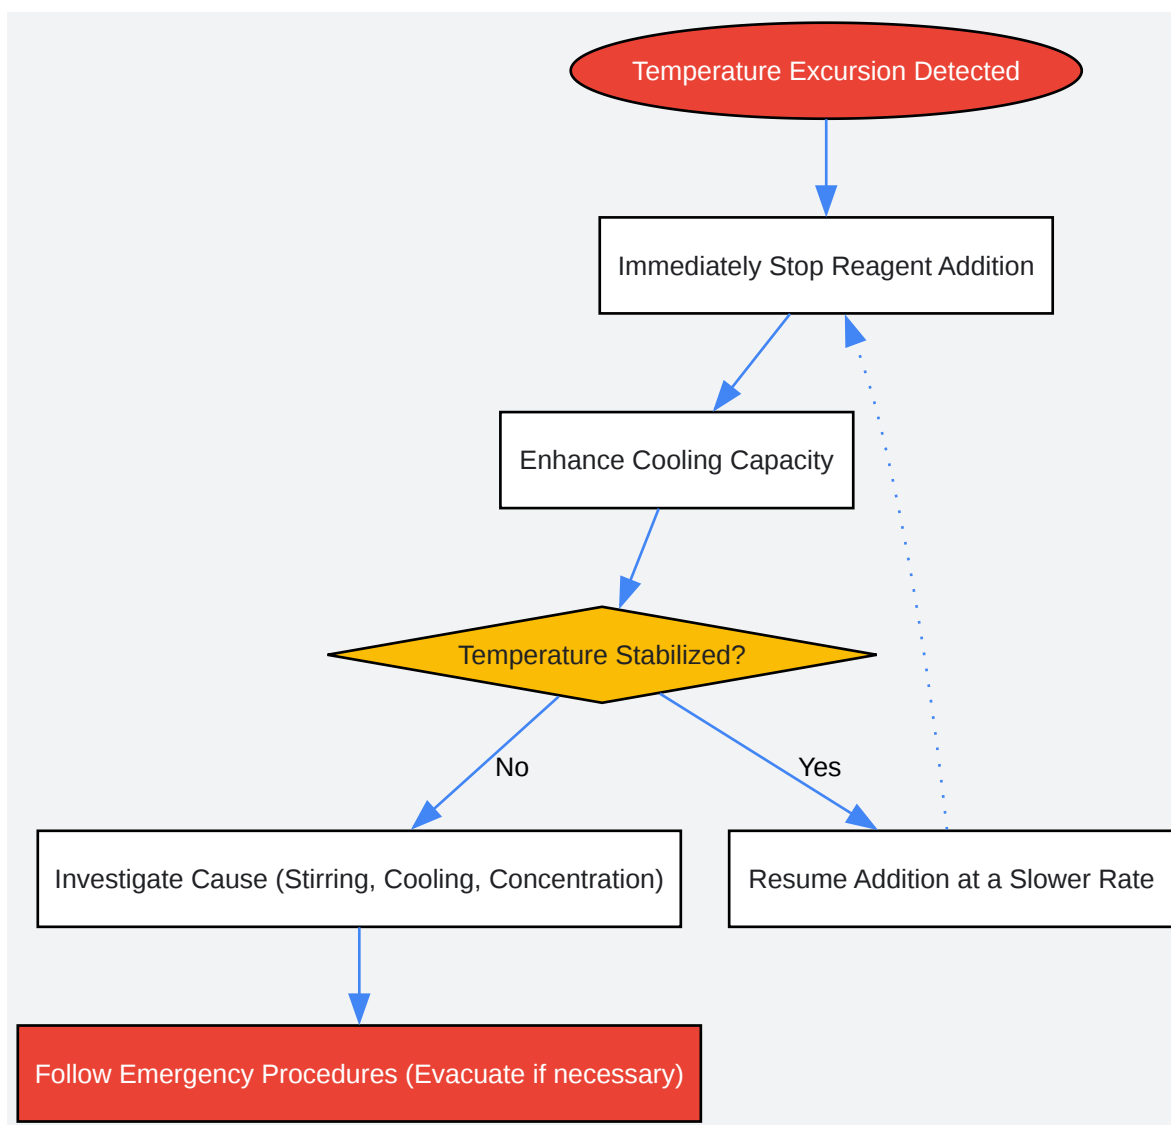 Temperature Excursion Detected
Immediately Stop Reagent Addition
Enhance Cooling Capacity
Temperature Stabilized?
No
Yes
Investigate Cause (Stirring, Cooling, Concentration)
Resume Addition at a Slower Rate
Follow Emergency Procedures (Evacuate if necessary)